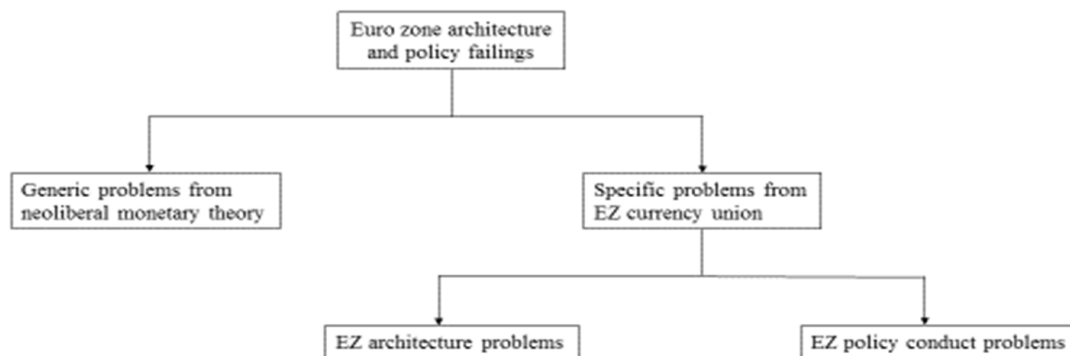 Euro zone architecture
and policy failings
Generic problems from
neoliberal monetary theory
Specific problems from
EZ currency union
EZ architecture problems
EZ policy conduct problems